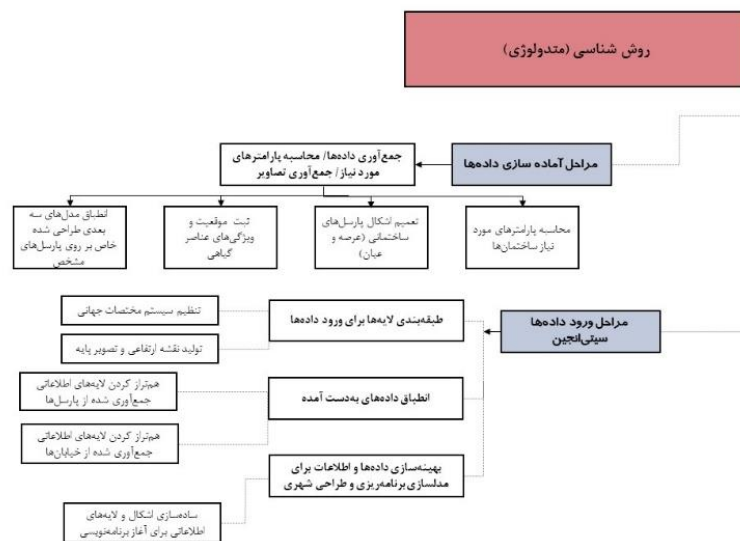 روش شناسی (متدولوژی)
مراحل آماده سازی داده‌ها
جمع‌آوری داده‌ها/ محاسبه پارامترهای
مورد نیاز/ جمع‌آوری تصاویر
محاسبه پارامترهای مورد
نیاز ساختمان‌ها
تعمیم اشکال پارسل‌های
ساختمانی (عرصه و
عیان)
ثبت موقعیت و
ویژگی‌های عناصر
گیاهی
انطباق مدل‌های سه
بعدی طراحی شده
خاص بر روی پارسل‌های
مشخص
مراحل ورود داده‌ها
سیتی‌انجین
طبقه‌بندی لایه‌ها برای ورود داده‌ها
تنظیم سیستم مختصات جهانی
تولید نقشه ارتفاعی و تصویر پایه
انطباق داده‌های به‌دست آمده
هم‌تراز کردن لایه‌های اطلاعاتی
جمع‌آوری شده از پارسل‌ها
هم‌تراز کردن لایه‌های اطلاعاتی
جمع‌آوری شده از خیابان‌ها
بهینه‌سازی داده‌ها و اطلاعات برای
مدلسازی برنامه‌ریزی و طراحی شهری
ساده‌سازی اشکال و لایه‌های
اطلاعاتی برای آغاز برنامه‌نویسی